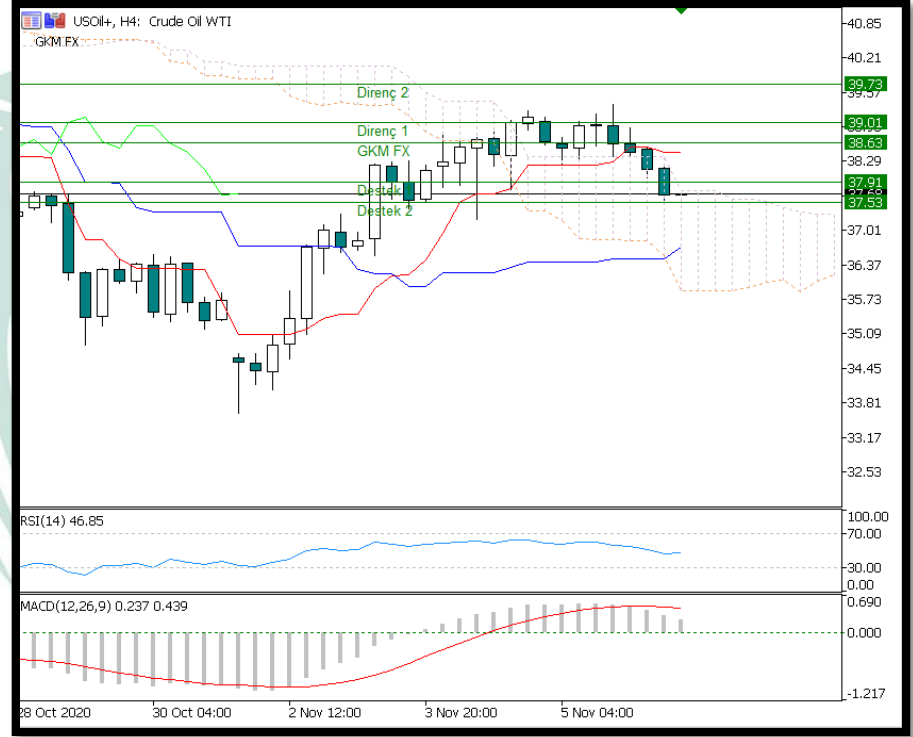 USOil+, H4: Crude Oil WTI
GKM FX
40.85
40.21
39.73
39.57
Direnç 2
39.01
Direnç 1
38.63
GKM FX
38.29
37.91
Destek
37.53
Destek 2
37.01
36.37
35.73
35.09
34.45
33.81
33.17
32.53
RSI(14) 46.85
100.00
70.00
30.00
0.00
MACD(12,26,9) 0.237 0.439
0.690
0.000
-1.217
28 Oct 2020
30 Oct 04:00
2 Nov 12:00
3 Nov 20:00
5 Nov 04:00